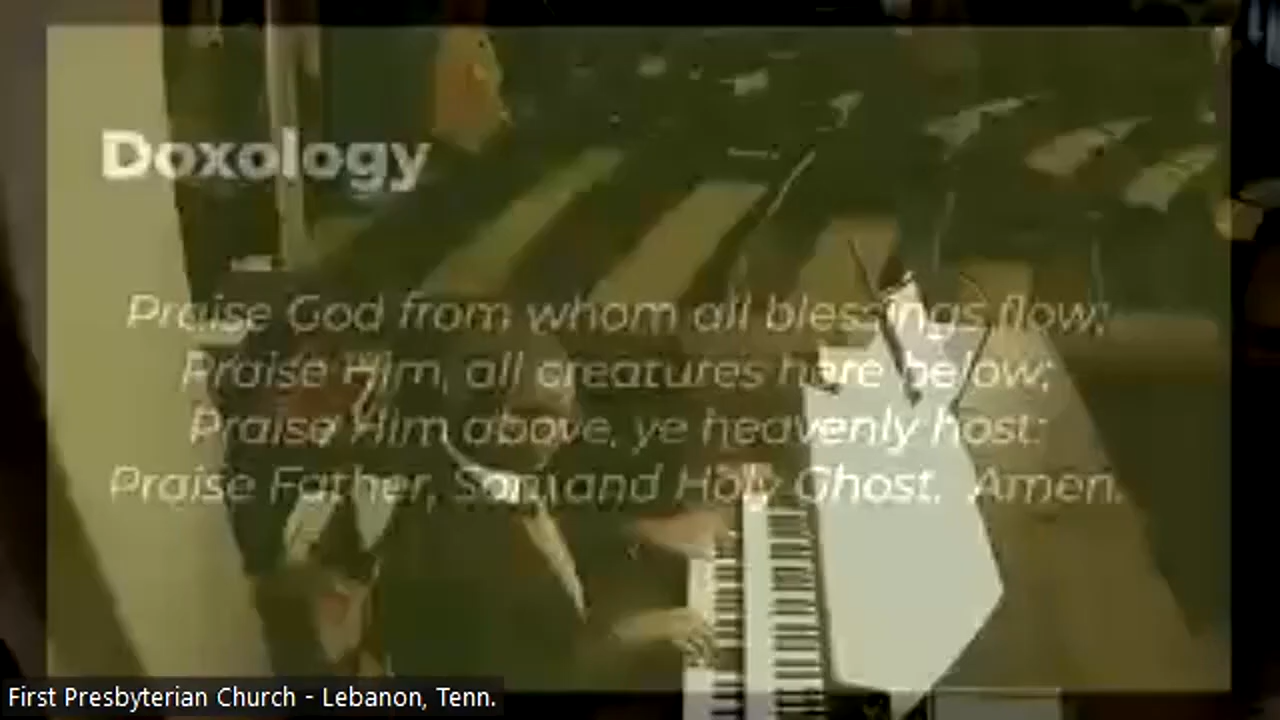 Doxology
Praise God from whom all blessings flow;
Praise Him, all creatures here below;
Praise Him above, ye heavenly host:
Praise Father, Son, and Holy Ghost. Amen.
First Presbyterian Church - Lebanon, Tenn.